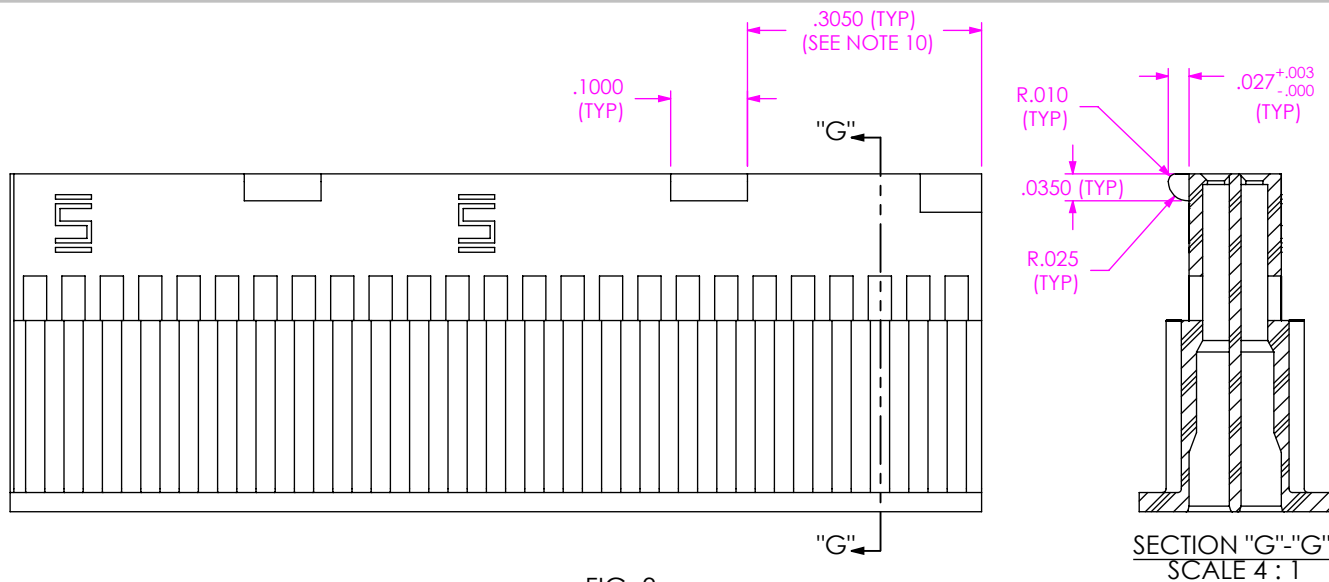 .3050 (TYP)
(SEE NOTE 10)
.1000
(TYP)
"G"
R.010
(TYP)
.027 +.003 -.000
(TYP)
.0350 (TYP)
R.025
(TYP)
"G"
SECTION "G"-"G"
SCALE 4 : 1